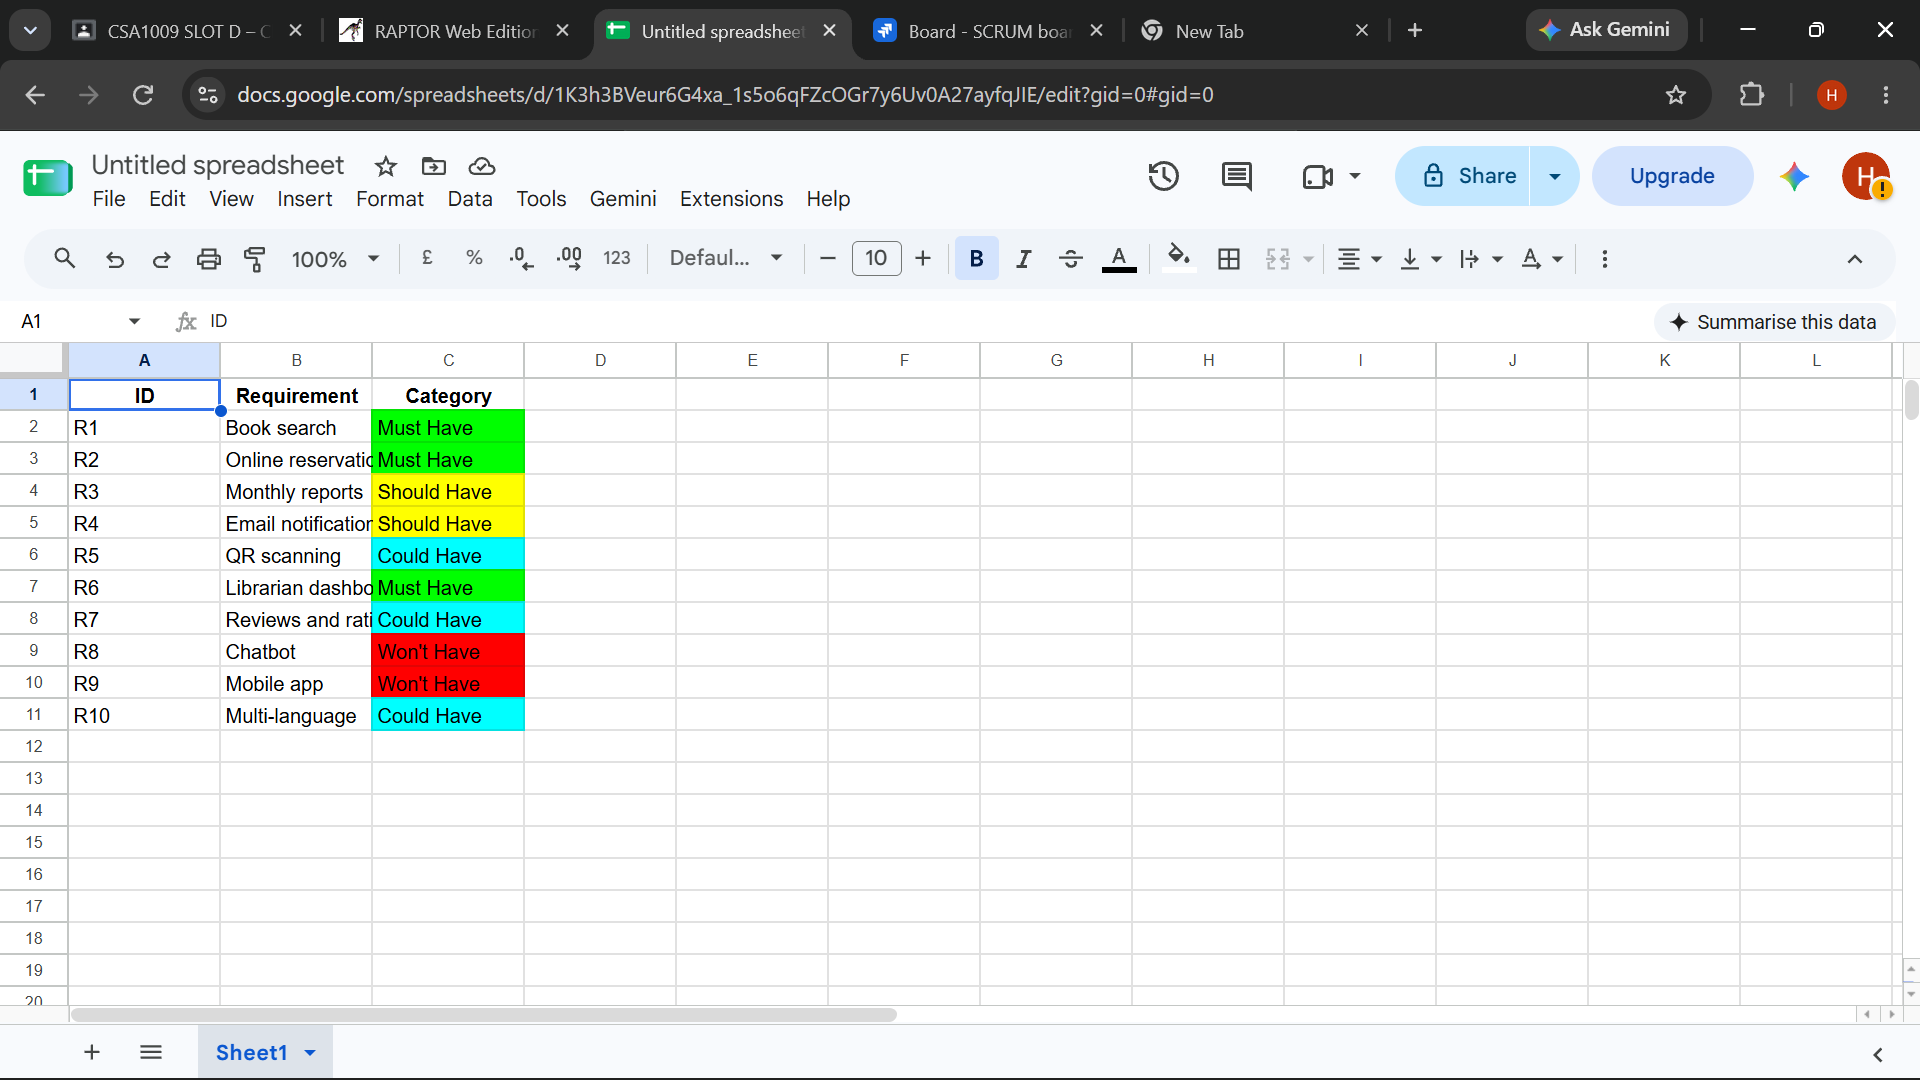 CSA1009 SLOT D – C
RAPTOR Web Edition
Untitled spreadsheet
Board - SCRUM boa
New Tab
Ask Gemini
docs.google.com/spreadsheets/d/1K3h3BVeur6G4xa_1s5o6qFZcOGr7y6Uv0A27ayfqJIE/edit?gid=0#gid=0
H
Untitled spreadsheet
Share
Upgrade
H
File Edit View Insert Format Data Tools Gemini Extensions Help
100% £ % .0 .00 123 Defaul... 10 B I A
A1 fx ID
Summarise this data
A B C D E F G H I J K L
1 ID Requirement Category
2 R1 Book search Must Have
3 R2 Online reservatio Must Have
4 R3 Monthly reports Should Have
5 R4 Email notification Should Have
6 R5 QR scanning Could Have
7 R6 Librarian dashbo Must Have
8 R7 Reviews and rati Could Have
9 R8 Chatbot Won't Have
10 R9 Mobile app Won't Have
11 R10 Multi-language Could Have
12
13
14
15
16
17
18
19
20
Sheet1